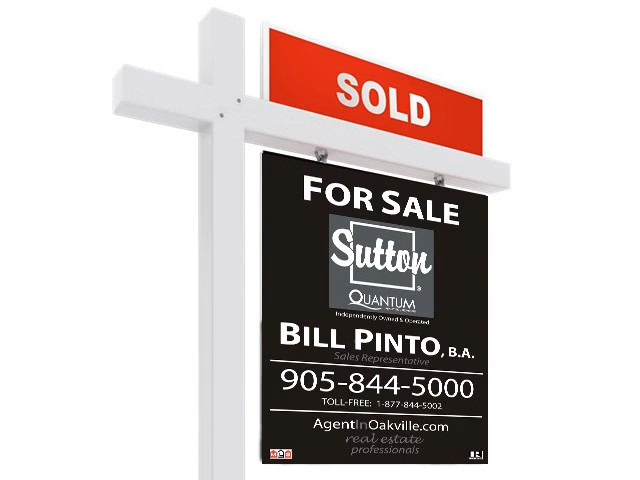 SOLD
FOR SALE
Sutton
QUANTUM
Independently Owned & Operated
BILL PINTO, B.A.
Sales Representative
905-844-5000
TOLL-FREE: 1-877-844-5002
AgentInOakville.com
real estate
professionals